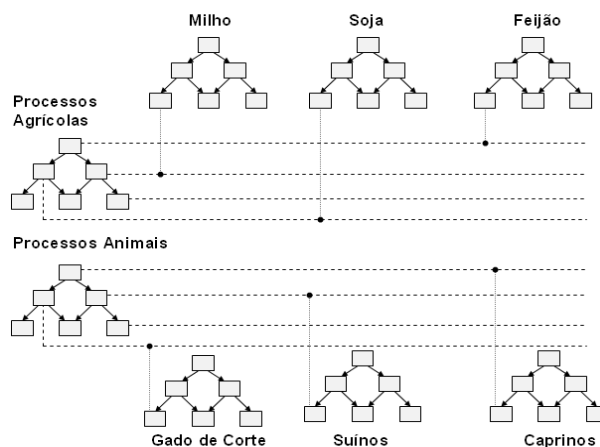 Milho
Soja
Feijão
Processos
Agrícolas
Processos Animais
Gado de Corte
Suínos
Caprinos